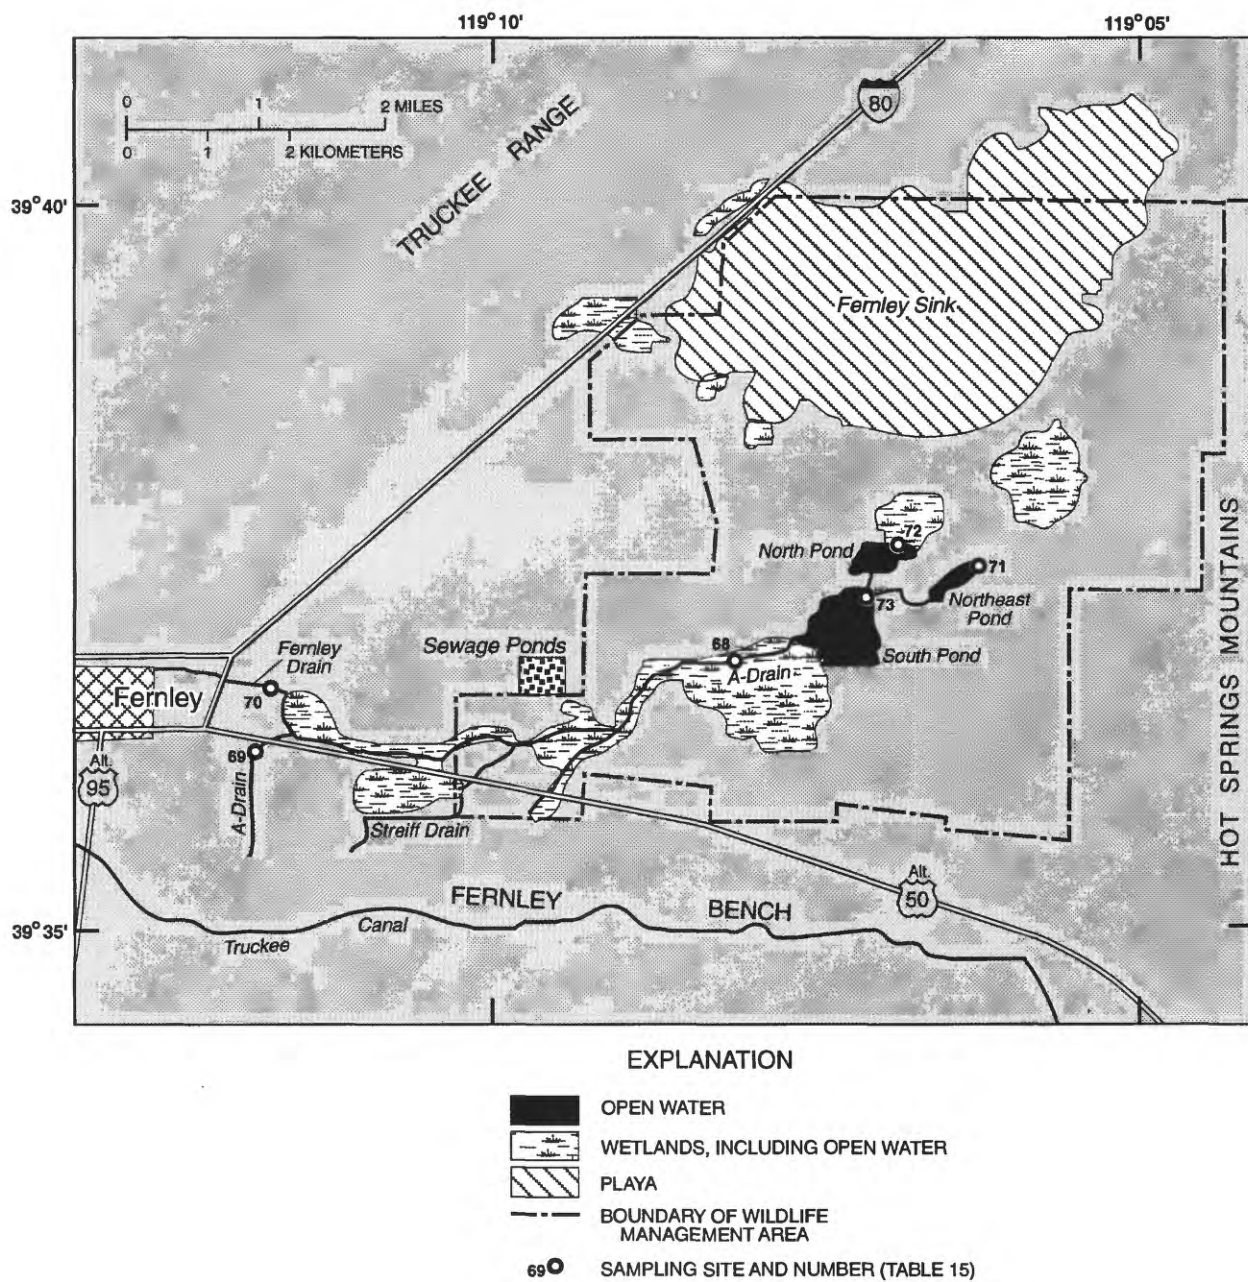 119° 10'
119° 05'
0 1 2 MILES
0 1 2 KILOMETERS
TRUCKEE RANGE
80
39° 40'
Fernley Sink
HOT SPRINGS MOUNTAINS
72
North Pond
71
73
Northeast
Pond
Fernley
Drain
Sewage Ponds
68
A-Drain
South Pond
Fernley
70
69
Alt.
95
A-Drain
Streiff Drain
Alt.
50
FERNLEY BENCH
39° 35'
Truckee Canal
EXPLANATION
OPEN WATER
WETLANDS, INCLUDING OPEN WATER
PLAYA
BOUNDARY OF WILDLIFE
MANAGEMENT AREA
69 SAMPLING SITE AND NUMBER (TABLE 15)